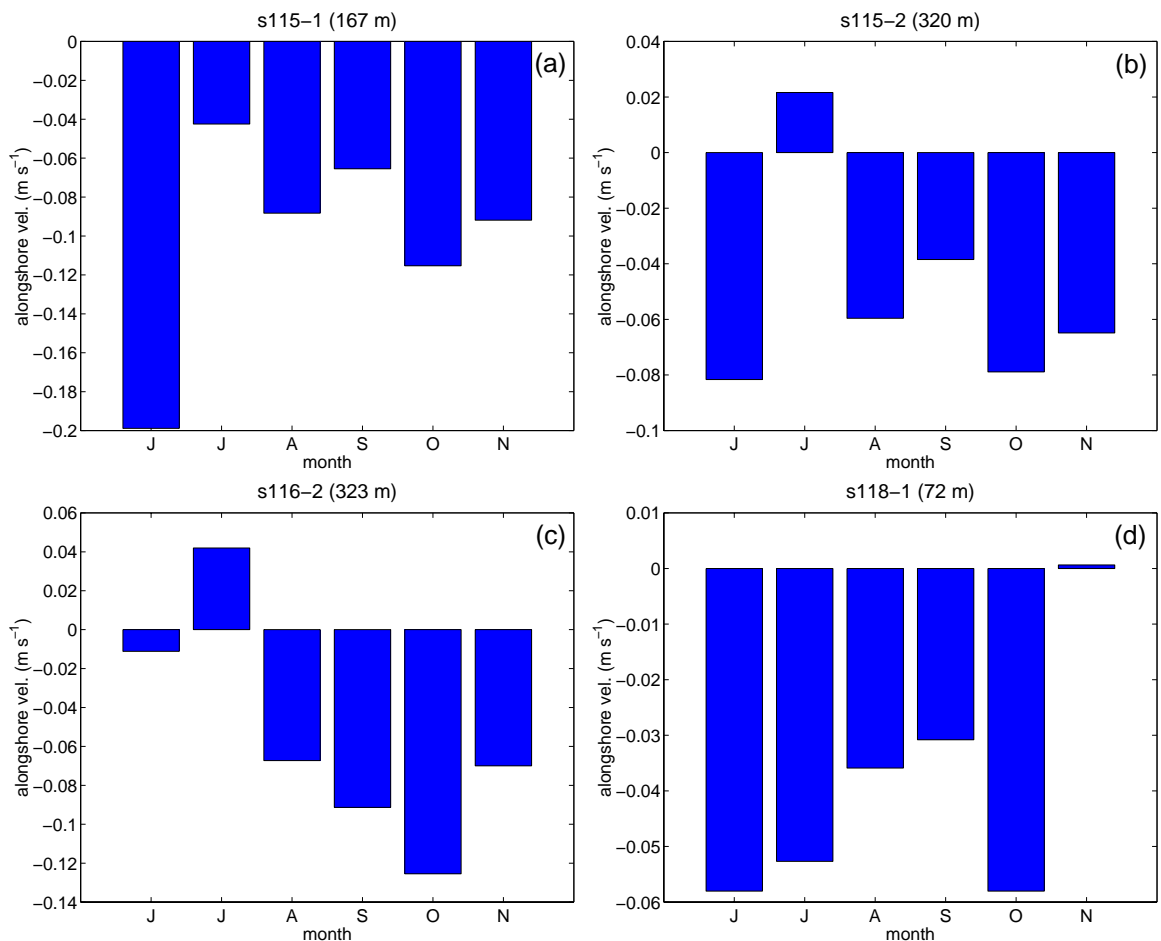 s115−1 (167 m)
(a)
0
−0.02
−0.04
−0.06
−0.08
−0.1
−0.12
−0.14
−0.16
−0.18
−0.2
alongshore vel. (m s−1)
J J A S O N
month
s115−2 (320 m)
(b)
0.04
0.02
0
−0.02
−0.04
−0.06
−0.08
−0.1
alongshore vel. (m s−1)
J J A S O N
month
s116−2 (323 m)
(c)
0.06
0.04
0.02
0
−0.02
−0.04
−0.06
−0.08
−0.1
−0.12
−0.14
alongshore vel. (m s−1)
J J A S O N
month
s118−1 (72 m)
(d)
0.01
0
−0.01
−0.02
−0.03
−0.04
−0.05
−0.06
alongshore vel. (m s−1)
J J A S O N
month